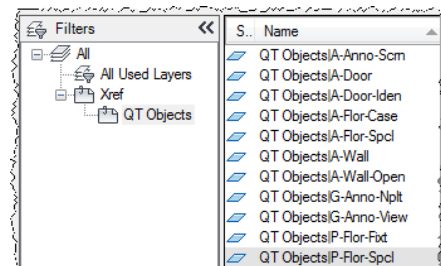 Filters
All
All Used Layers
Xref
QT Objects
S.. Name
QT Objects|A-Anno-Scrn
QT Objects|A-Door
QT Objects|A-Door-Iden
QT Objects|A-Flor-Case
QT Objects|A-Flor-Spcl
QT Objects|A-Wall
QT Objects|A-Wall-Open
QT Objects|G-Anno-Nplt
QT Objects|G-Anno-View
QT Objects|P-Flor-Fixt
QT Objects|P-Flor-Spcl